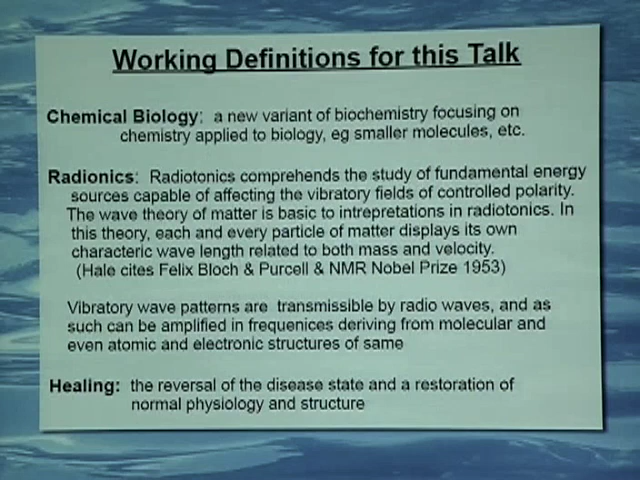 Working Definitions for this Talk
Chemical Biology: a new variant of biochemistry focusing on
chemistry applied to biology, eg smaller molecules, etc.
Radionics: Radiotonics comprehends the study of fundamental energy
sources capable of affecting the vibratory fields of controlled polarity.
The wave theory of matter is basic to intrepretations in radiotonics. In
this theory, each and every particle of matter displays its own
characteric wave length related to both mass and velocity.
(Hale cites Felix Bloch & Purcell & NMR Nobel Prize 1953)
Vibratory wave patterns are transmissible by radio waves, and as
such can be amplified in frequenices deriving from molecular and
even atomic and electronic structures of same
Healing: the reversal of the disease state and a restoration of
normal physiology and structure